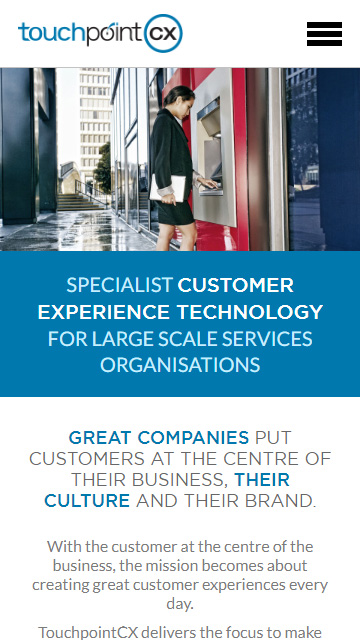 touchpoint CX
SPECIALIST CUSTOMER
EXPERIENCE TECHNOLOGY
FOR LARGE SCALE SERVICES
ORGANISATIONS
GREAT COMPANIES PUT
CUSTOMERS AT THE CENTRE OF
THEIR BUSINESS, THEIR
CULTURE AND THEIR BRAND.
With the customer at the centre of the
business, the mission becomes about
creating great customer experiences every
day.
TouchpointCX delivers the focus to make